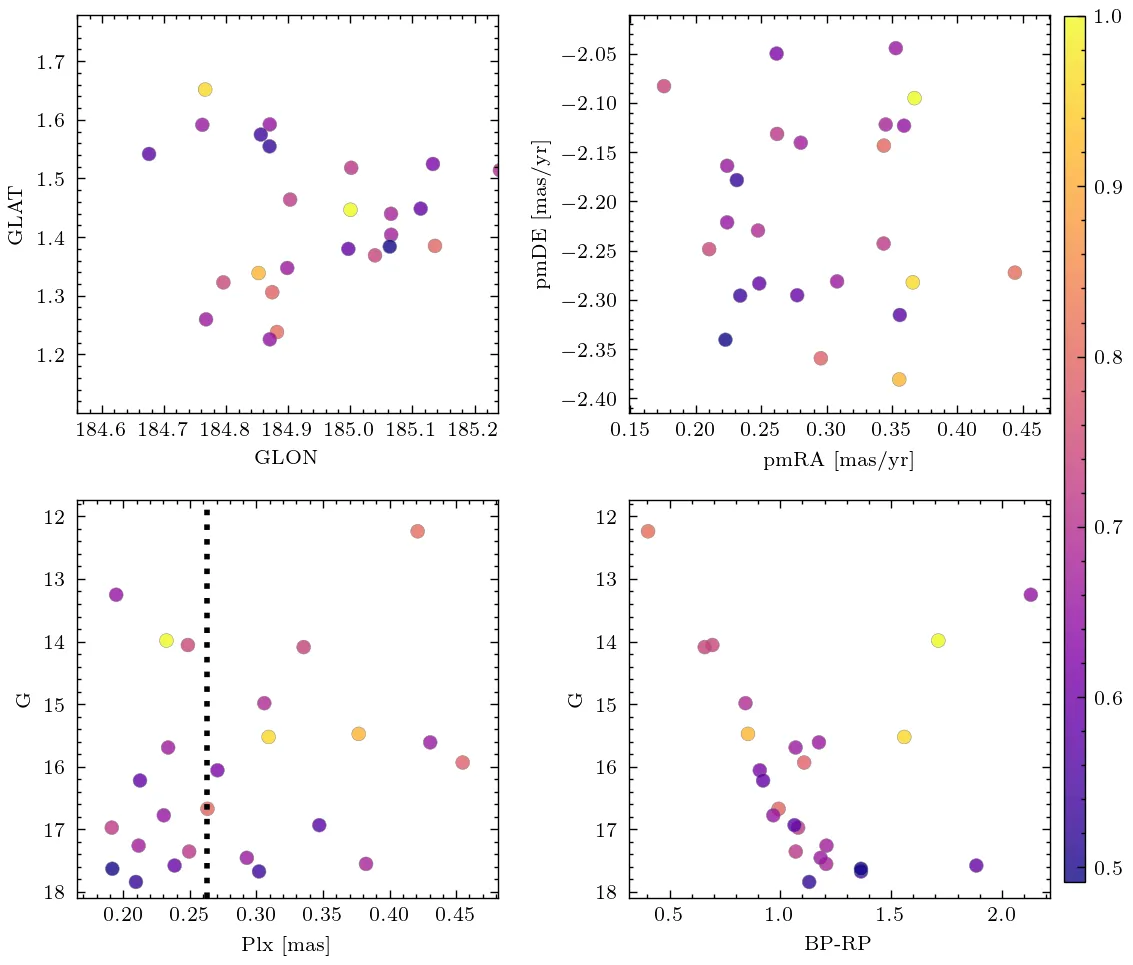 1.7
1.6
1.5
1.4
1.3
1.2
GLAT
184.6 184.7 184.8 184.9 185.0 185.1 185.2
GLON
−2.05
−2.10
−2.15
−2.20
−2.25
−2.30
−2.35
−2.40
pmDE [mas/yr]
0.15 0.20 0.25 0.30 0.35 0.40 0.45
pmRA [mas/yr]
1.0
0.9
0.8
0.7
0.6
0.5
12
13
14
15
16
17
18
G
0.20 0.25 0.30 0.35 0.40 0.45
Plx [mas]
12
13
14
15
16
17
18
G
0.5 1.0 1.5 2.0
BP-RP